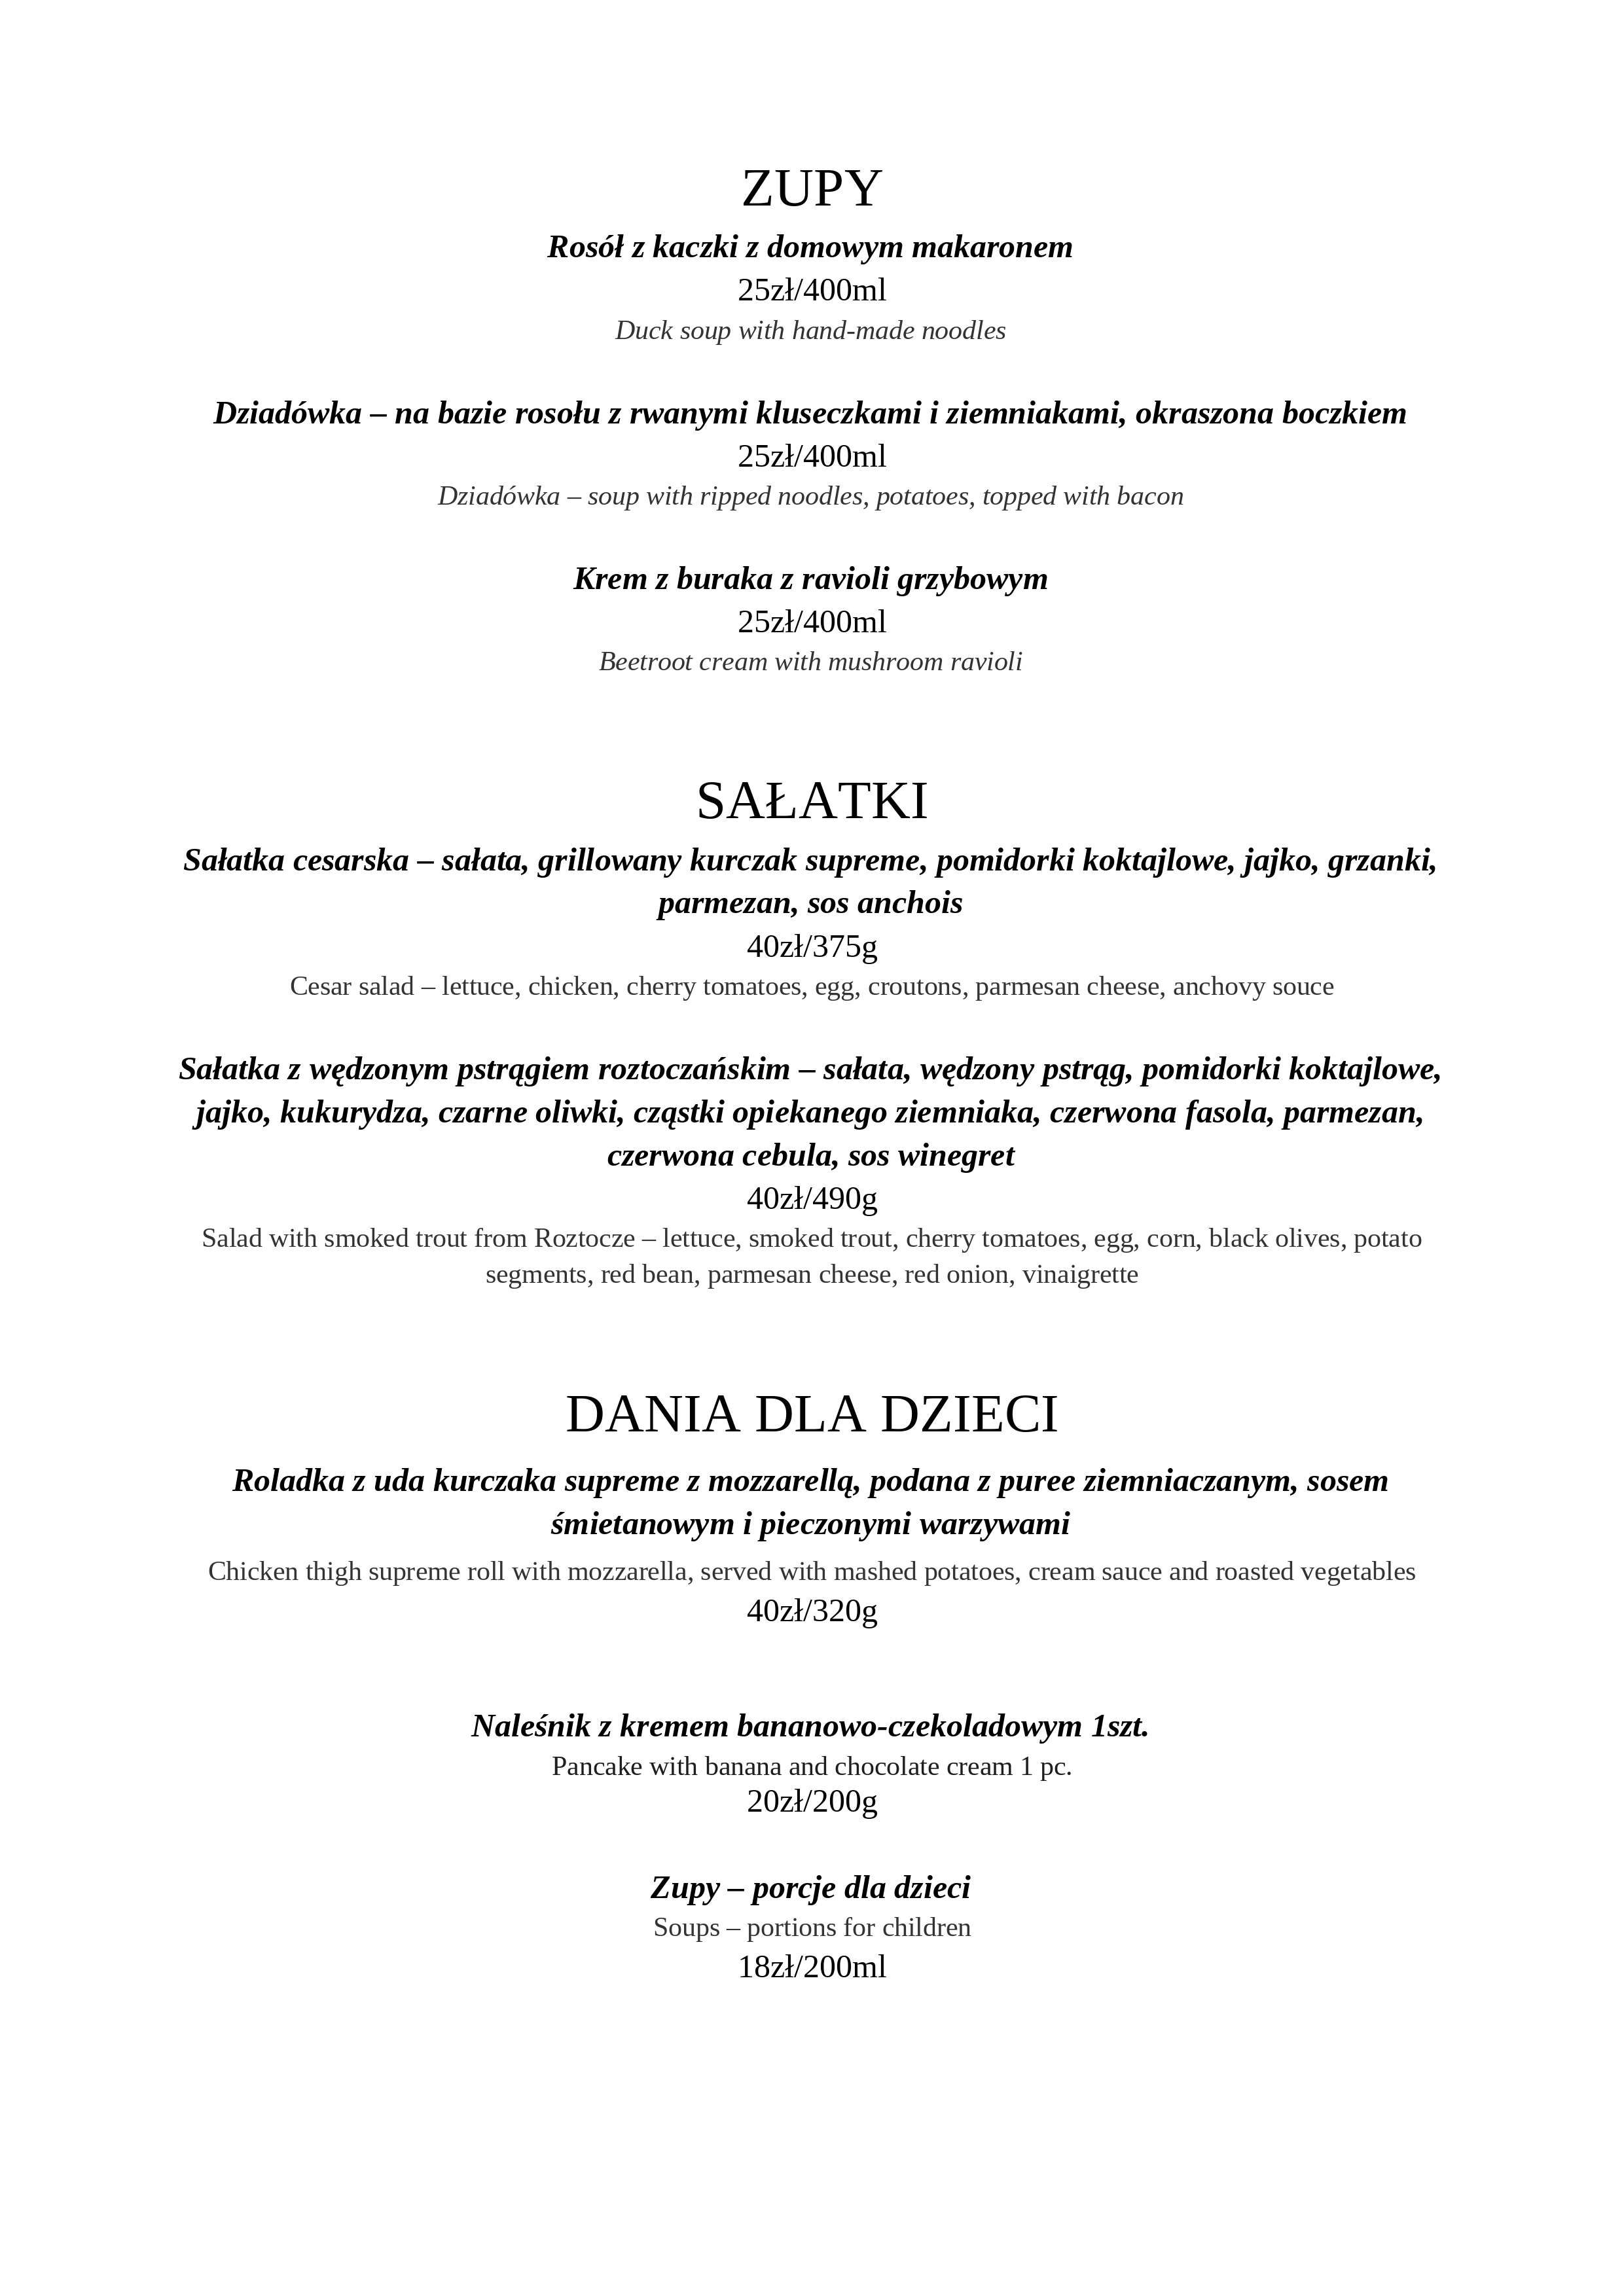 ZUPY
Rosół z kaczki z domowym makaronem
25zł/400ml
Duck soup with hand-made noodles
Dziadówka – na bazie rosołu z rwanymi kluseczkami i ziemniakami, okraszona boczkiem
25zł/400ml
Dziadówka – soup with ripped noodles, potatoes, topped with bacon
Krem z buraka z ravioli grzybowym
25zł/400ml
Beetroot cream with mushroom ravioli
SAŁATKI
Sałatka cesarska – sałata, grillowany kurczak supreme, pomidorki koktajlowe, jajko, grzanki,
parmezan, sos anchois
40zł/375g
Cesar salad – lettuce, chicken, cherry tomatoes, egg, croutons, parmesan cheese, anchovy souce
Sałatka z wędzonym pstrągiem roztoczańskim – sałata, wędzony pstrąg, pomidorki koktajlowe,
jajko, kukurydza, czarne oliwki, cząstki opiekanego ziemniaka, czerwona fasola, parmezan,
czerwona cebula, sos winegret
40zł/490g
Salad with smoked trout from Roztocze – lettuce, smoked trout, cherry tomatoes, egg, corn, black olives, potato
segments, red bean, parmesan cheese, red onion, vinaigrette
DANIA DLA DZIECI
Roladka z uda kurczaka supreme z mozzarellą, podana z puree ziemniaczanym, sosem
śmietanowym i pieczonymi warzywami
Chicken thigh supreme roll with mozzarella, served with mashed potatoes, cream sauce and roasted vegetables
40zł/320g
Naleśnik z kremem bananowo-czekoladowym 1szt.
Pancake with banana and chocolate cream 1 pc.
20zł/200g
Zupy – porcje dla dzieci
Soups – portions for children
18zł/200ml